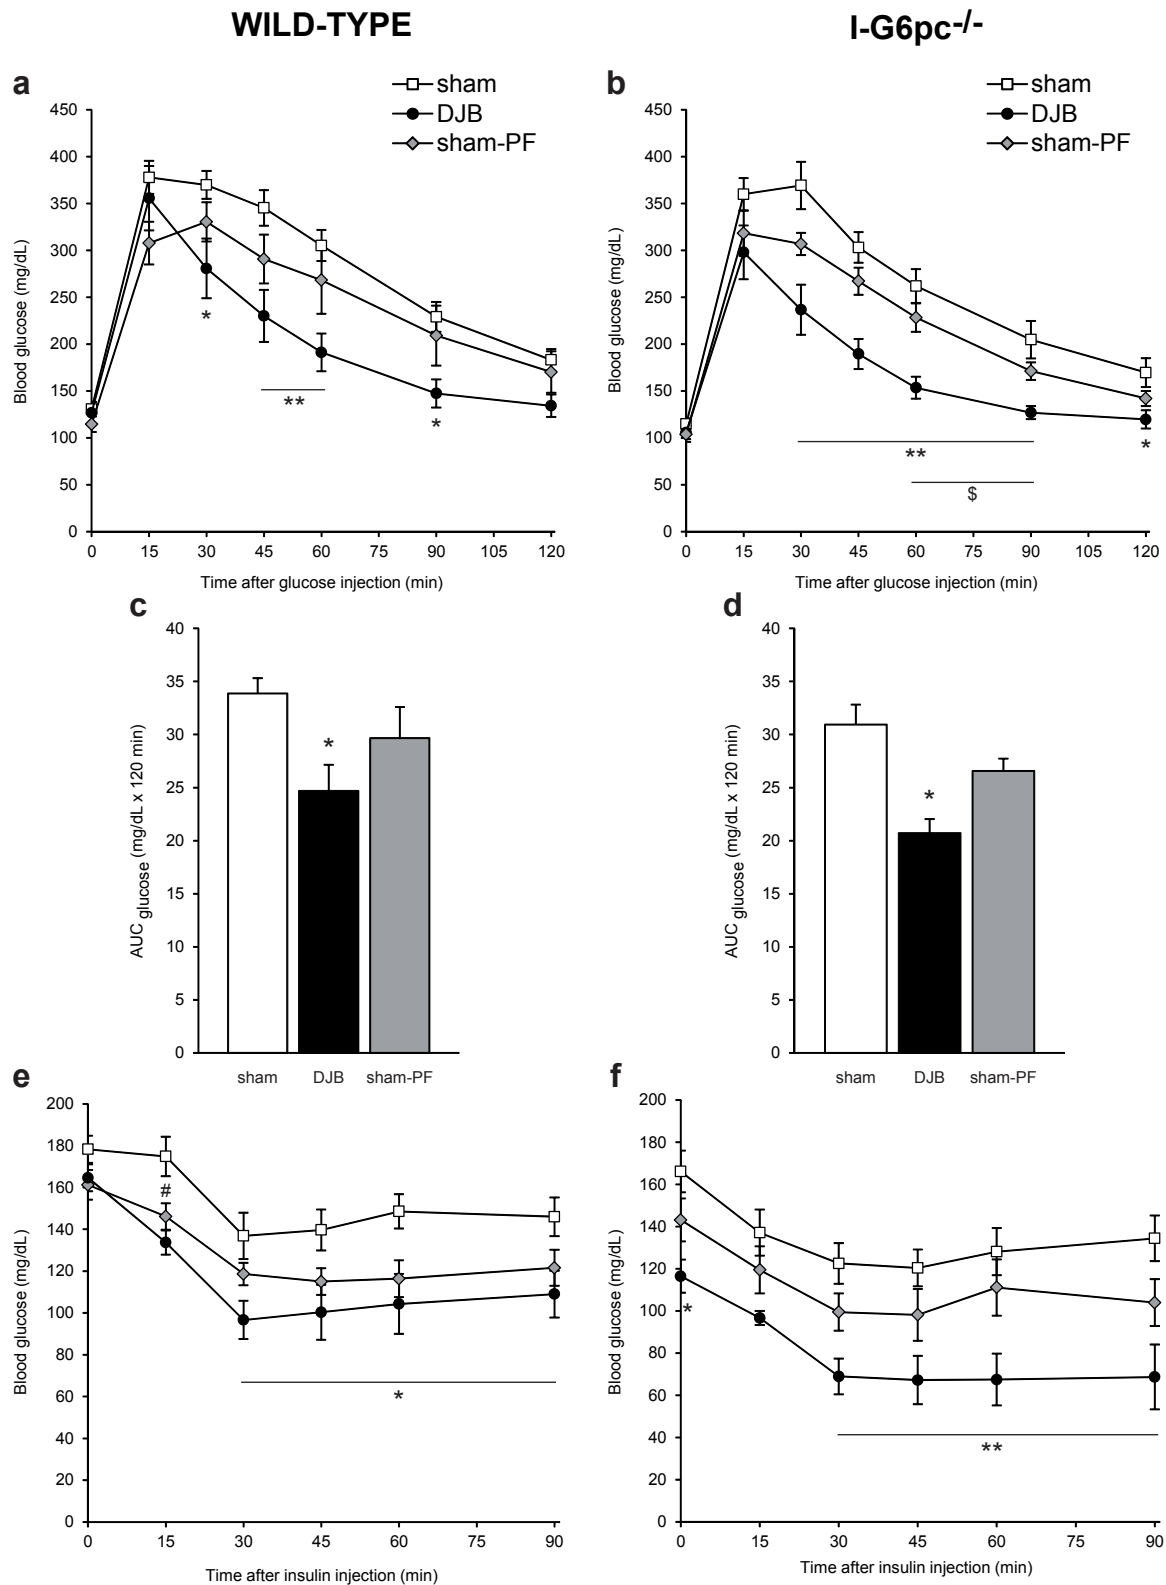 WILD-TYPE
I-G6pc-/-
a
sham
DJB
sham-PF
450
400
350
300
250
200
150
100
50
0
Blood glucose (mg/dL)
*
**
*
0 15 30 45 60 75 90 105 120
Time after glucose injection (min)
b
sham
DJB
sham-PF
450
400
350
300
250
200
150
100
50
0
Blood glucose (mg/dL)
**
*
$
0 15 30 45 60 75 90 105 120
Time after glucose injection (min)
c
40
35
30
25
20
15
10
5
0
AUC glucose (mg/dL x 120 min)
*
sham DJB sham-PF
d
40
35
30
25
20
15
10
5
0
AUC glucose (mg/dL x 120 min)
*
sham DJB sham-PF
e
200
180
160
140
120
100
80
60
40
20
0
Blood glucose (mg/dL)
#
*
0 15 30 45 60 75 90
Time after insulin injection (min)
f
200
180
160
140
120
100
80
60
40
20
0
Blood glucose (mg/dL)
*
**
0 15 30 45 60 75 90
Time after insulin injection (min)